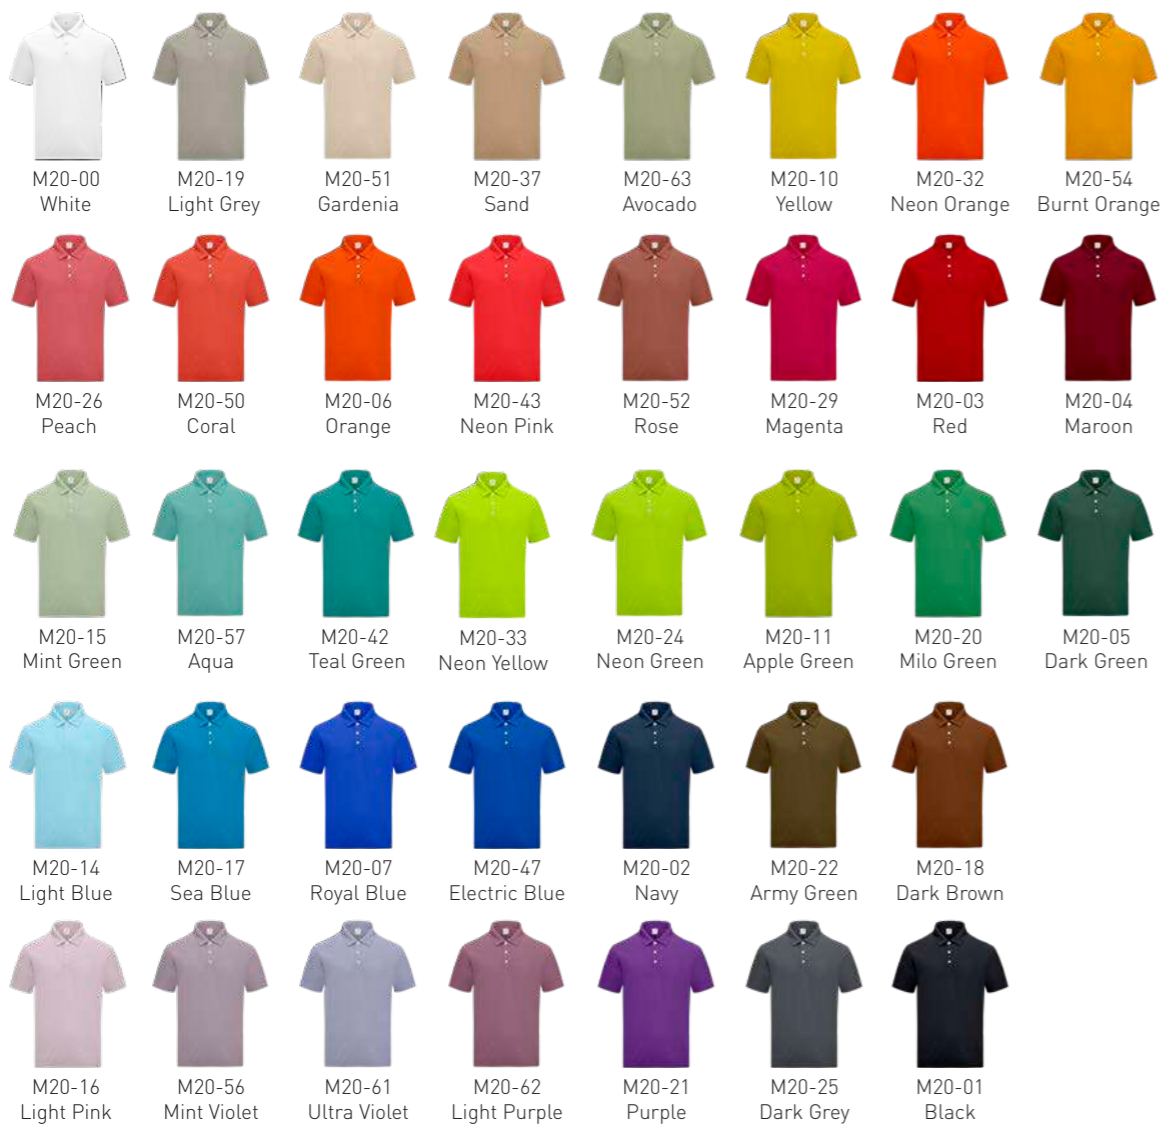 M20-00 M20-19 M20-51 M20-37 M20-63 M20-10 M20-32 M20-54
White Light Grey Gardenia Sand Avocado Yellow Neon Orange Burnt Orange
M20-26 M20-50 M20-06 M20-43 M20-52 M20-29 M20-03 M20-04
Peach Coral Orange Neon Pink Rose Magenta Red Maroon
M20-15 M20-57 M20-42 M20-33 M20-24 M20-11 M20-20 M20-05
Mint Green Aqua Teal Green Neon Yellow Neon Green Apple Green Milo Green Dark Green
M20-14 M20-17 M20-07 M20-47 M20-02 M20-22 M20-18
Light Blue Sea Blue Royal Blue Electric Blue Navy Army Green Dark Brown
M20-16 M20-56 M20-61 M20-62 M20-21 M20-25 M20-01
Light Pink Mint Violet Ultra Violet Light Purple Purple Dark Grey Black